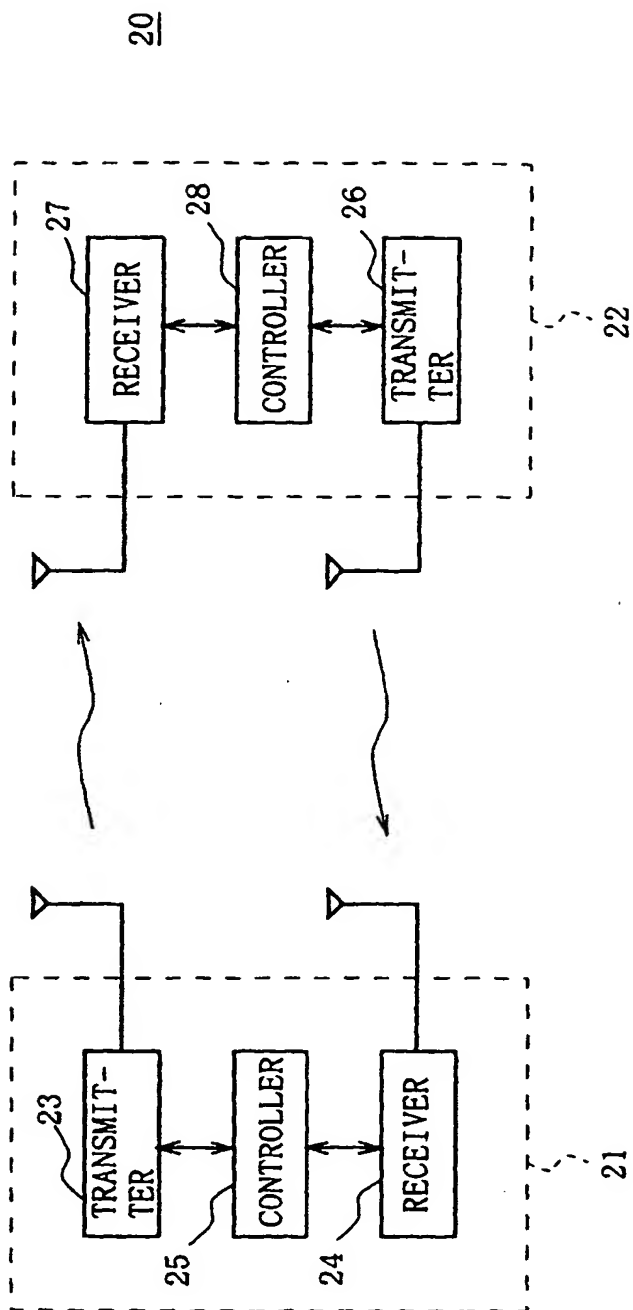 20
27
RECEIVER
28
CONTROLLER
26
TRANSMIT-
TER
22
23
TRANSMIT-
TER
25
CONTROLLER
24
RECEIVER
21